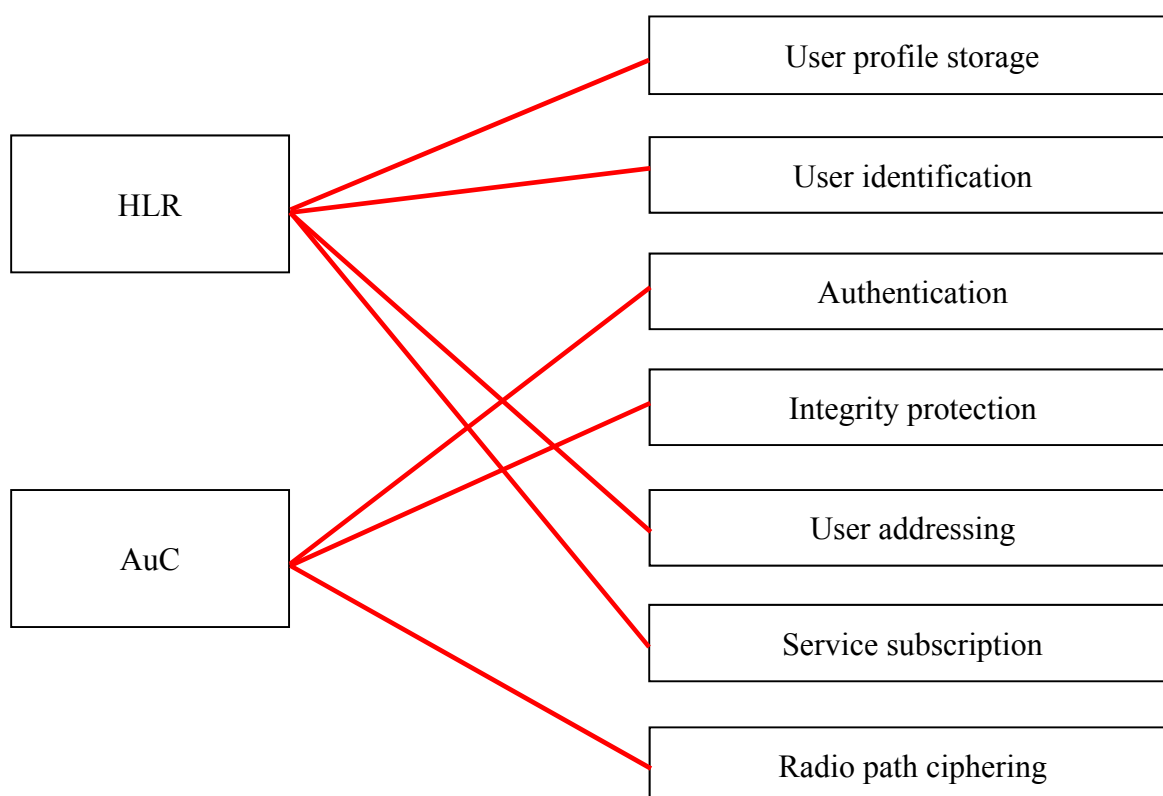 User profile storage
User identification
HLR
Authentication
Integrity protection
User addressing
AuC
Service subscription
Radio path ciphering